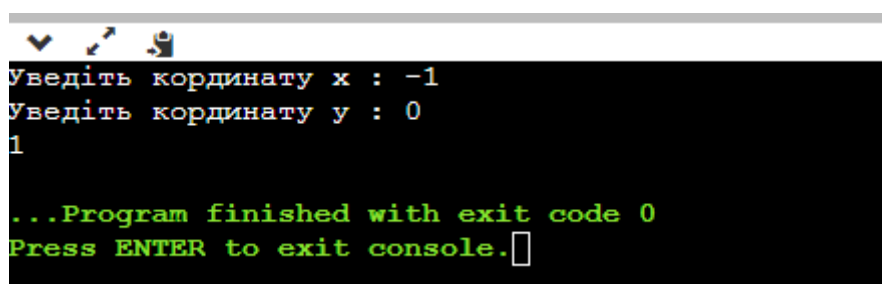 Уведіть кординату x : -1
Уведіть кординату y : 0
1
...Program finished with exit code 0
Press ENTER to exit console.